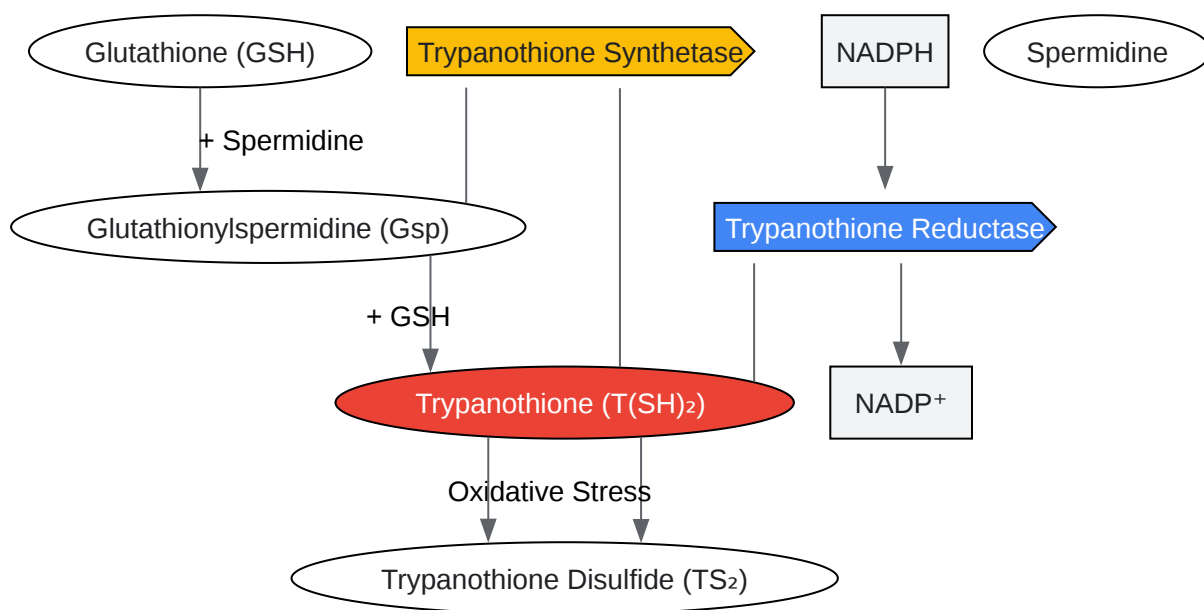 Glutathione (GSH)
Trypanothione Synthetase
NADPH
Spermidine
+ Spermidine
Glutathionylspermidine (Gsp)
Trypanothione Reductase
+ GSH
Trypanothione (T(SH)₂)
NADP⁺
Oxidative Stress
Trypanothione Disulfide (TS₂)